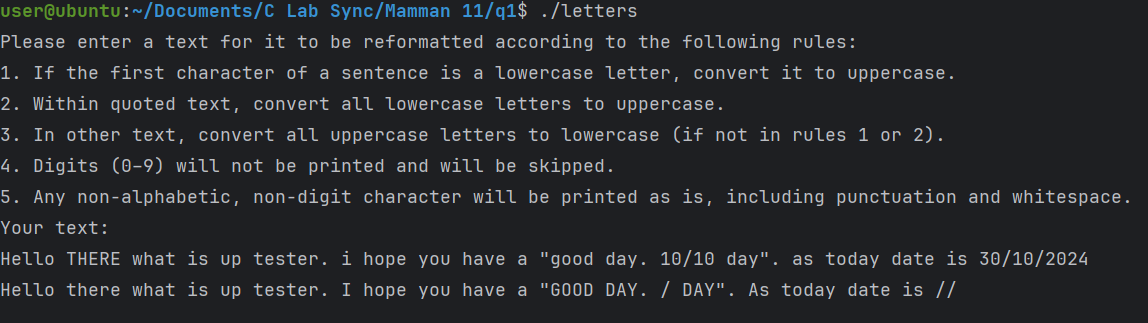 user@ubuntu:~/Documents/C Lab Sync/Mamman 11/q1$ ./letters
Please enter a text for it to be reformatted according to the following rules:
1. If the first character of a sentence is a lowercase letter, convert it to uppercase.
2. Within quoted text, convert all lowercase letters to uppercase.
3. In other text, convert all uppercase letters to lowercase (if not in rules 1 or 2).
4. Digits (0-9) will not be printed and will be skipped.
5. Any non-alphabetic, non-digit character will be printed as is, including punctuation and whitespace.
Your text:
Hello THERE what is up tester. i hope you have a "good day. 10/10 day". as today date is 30/10/2024
Hello there what is up tester. I hope you have a "GOOD DAY. / DAY". As today date is //